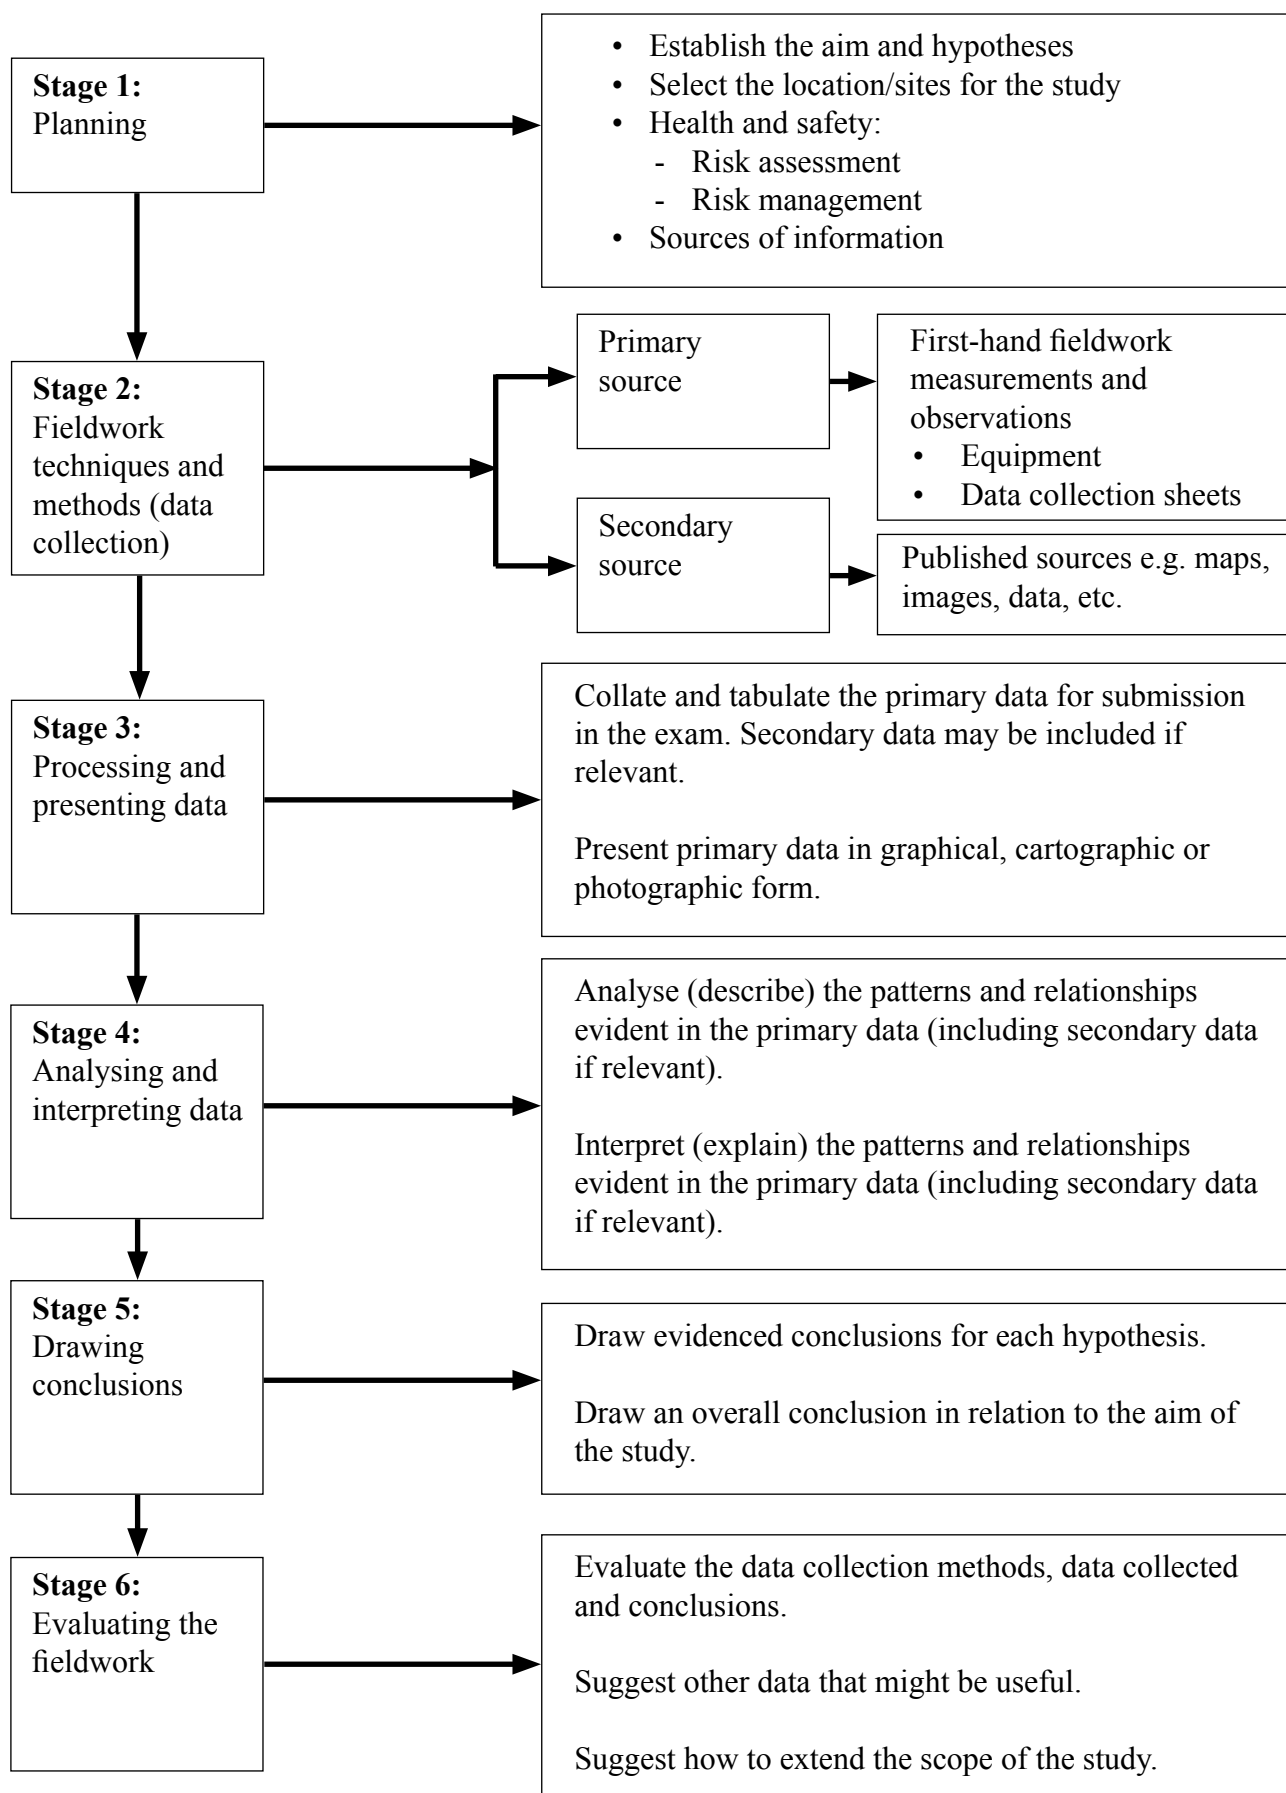 Stage 1:
Planning
• Establish the aim and hypotheses
• Select the location/sites for the study
• Health and safety:
- Risk assessment
- Risk management
• Sources of information
Stage 2:
Fieldwork
techniques and
methods (data
collection)
Primary
source
First-hand fieldwork
measurements and
observations
• Equipment
• Data collection sheets
Secondary
source
Published sources e.g. maps,
images, data, etc.
Stage 3:
Processing and
presenting data
Collate and tabulate the primary data for submission
in the exam. Secondary data may be included if
relevant.
Present primary data in graphical, cartographic or
photographic form.
Stage 4:
Analysing and
interpreting data
Analyse (describe) the patterns and relationships
evident in the primary data (including secondary data
if relevant).
Interpret (explain) the patterns and relationships
evident in the primary data (including secondary data
if relevant).
Stage 5:
Drawing
conclusions
Draw evidenced conclusions for each hypothesis.
Draw an overall conclusion in relation to the aim of
the study.
Stage 6:
Evaluating the
fieldwork
Evaluate the data collection methods, data collected
and conclusions.
Suggest other data that might be useful.
Suggest how to extend the scope of the study.